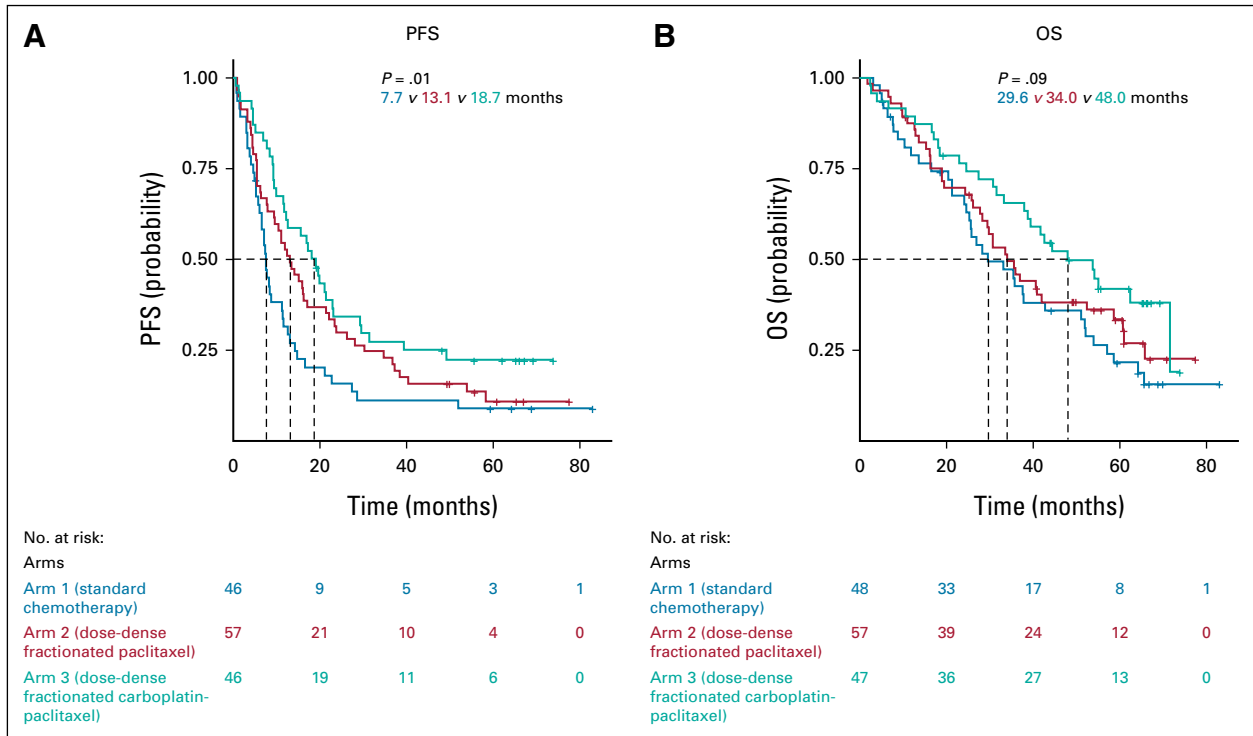 A
PFS
P = .01
7.7 v 13.1 v 18.7 months
1.00
0.75
0.50
0.25
PFS (probability)
0 20 40 60 80
Time (months)
No. at risk:
Arms
Arm 1 (standard
chemotherapy)
46 9 5 3 1
Arm 2 (dose-dense
fractionated paclitaxel)
57 21 10 4 0
Arm 3 (dose-dense
fractionated carboplatin-
paclitaxel)
46 19 11 6 0
B
OS
P = .09
29.6 v 34.0 v 48.0 months
1.00
0.75
0.50
0.25
OS (probability)
0 20 40 60 80
Time (months)
No. at risk:
Arms
Arm 1 (standard
chemotherapy)
48 33 17 8 1
Arm 2 (dose-dense
fractionated paclitaxel)
57 39 24 12 0
Arm 3 (dose-dense
fractionated carboplatin-
paclitaxel)
47 36 27 13 0